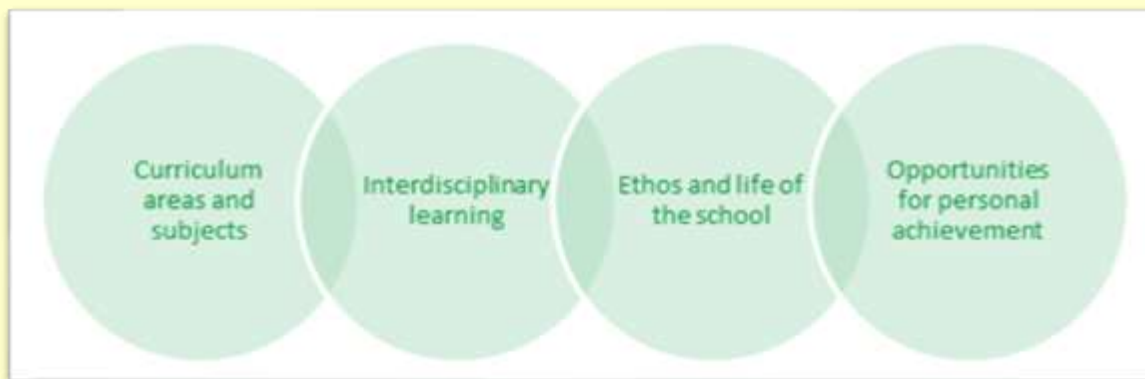 Curriculum
areas and
subjects
Interdisciplinary
learning
Ethos and life of
the school
Opportunities
for personal
achievement